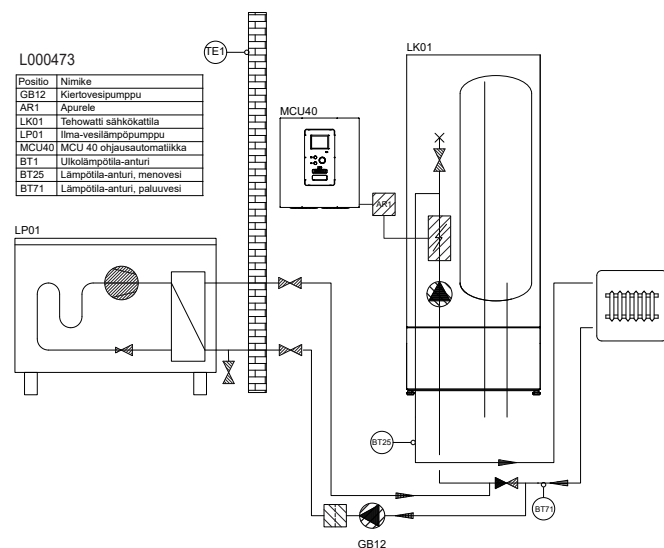 L000473
Positio Nimike
GB12 Kiertovesipumppu
AR1 Apurele
LK01 Tehowatti sähkökattila
LP01 Ilma-vesilämpöpumppu
MCU40 MCU 40 ohjausautomatiikka
BT1 Ulkolämpötila-anturi
BT25 Lämpötila-anturi, menovesi
BT71 Lämpötila-anturi, paluuvesi
TE1
LK01
MCU40
AR1
LP01
BT25
BT71
GB12